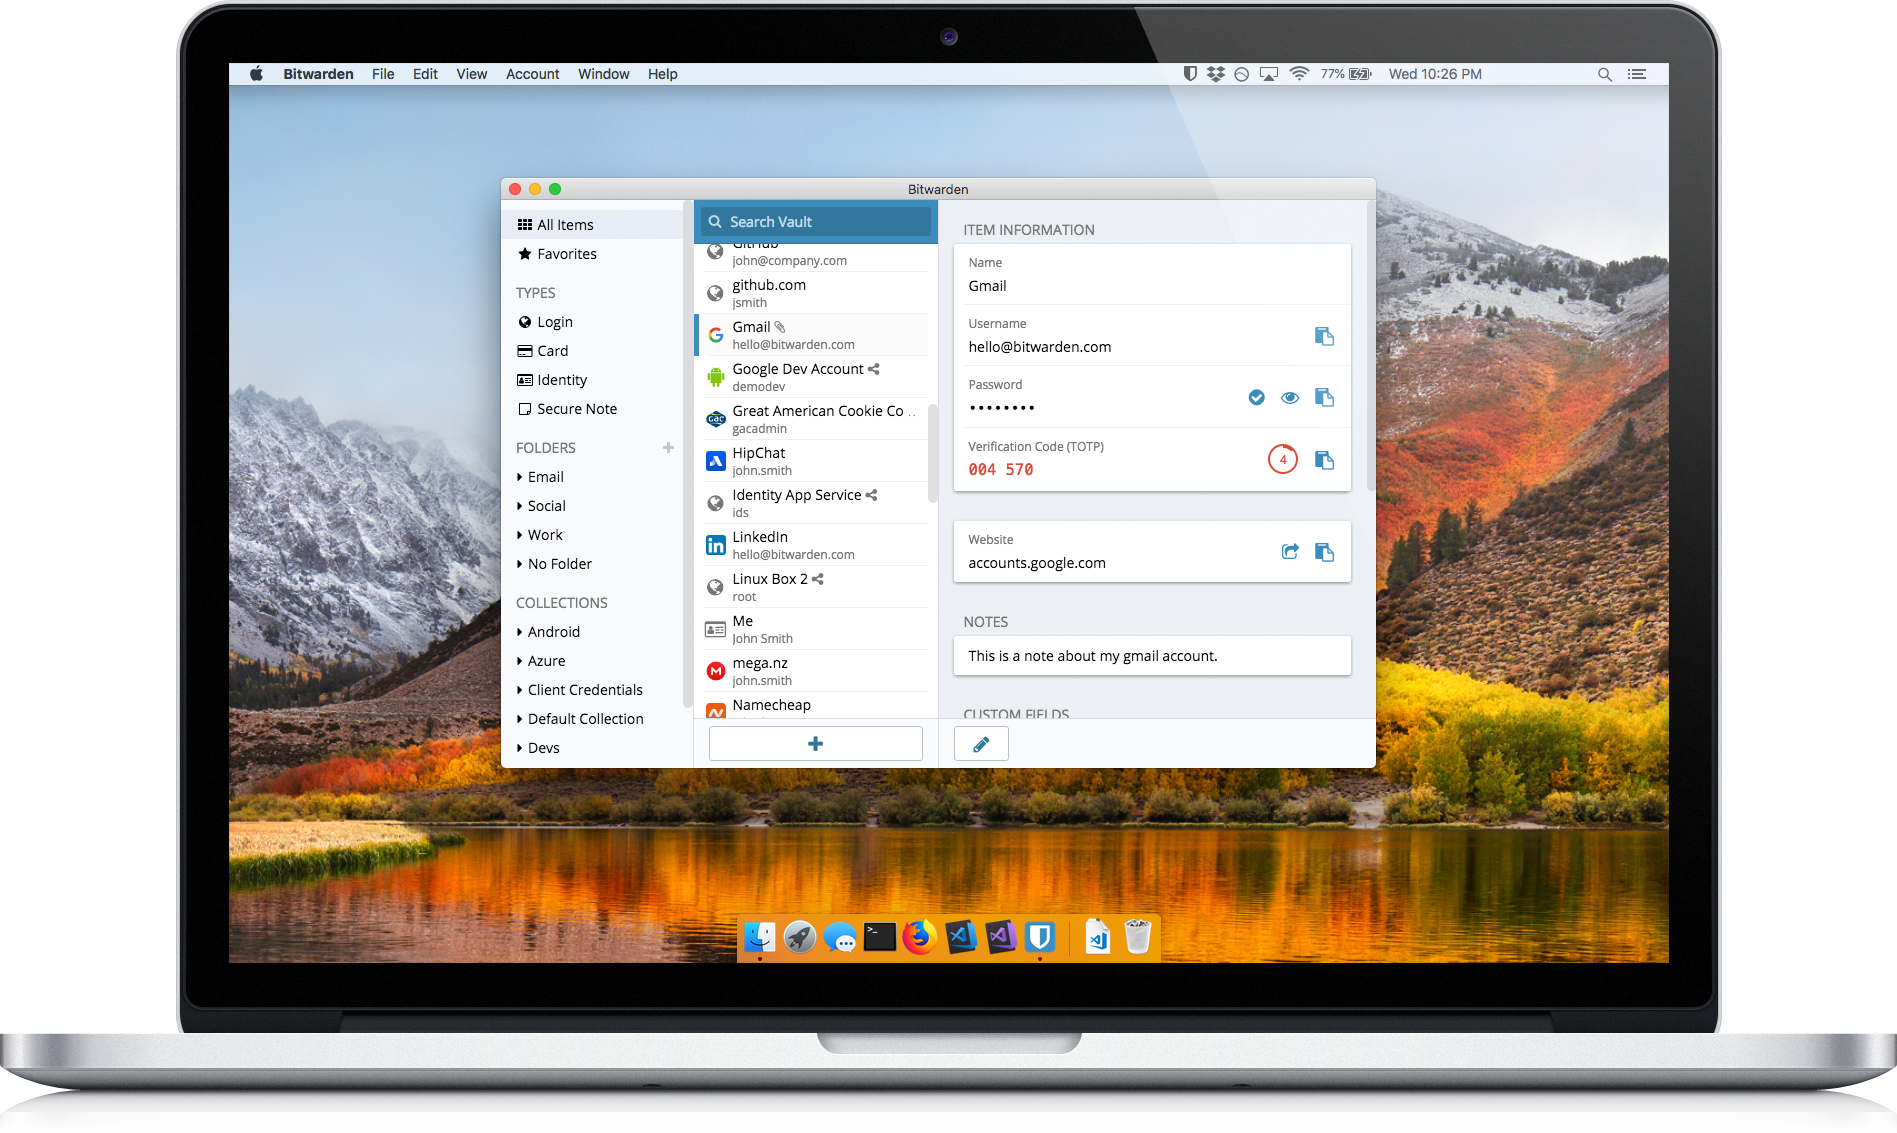 Bitwarden File Edit View Account Window Help 77% Wed 10:26 PM
Bitwarden
All Items
Favorites
TYPES
Login
Card
Identity
Secure Note
FOLDERS
Email
Social
Work
No Folder
COLLECTIONS
Android
Azure
Client Credentials
Default Collection
Devs
Search Vault
GitHub
john@company.com
github.com
jsmith
Gmail
hello@bitwarden.com
Google Dev Account
demodev
Great American Cookie Co ..
GAC
gacadmin
HipChat
john.smith
Identity App Service
ids
LinkedIn
in
hello@bitwarden.com
Linux Box 2
root
Me
John Smith
mega.nz
M
john.smith
Namecheap
ITEM INFORMATION
Name
Gmail
Username
hello@bitwarden.com
Password
••••••••
Verification Code (TOTP)
004 570
4
Website
accounts.google.com
NOTES
This is a note about my gmail account.
CUSTOM FIELDS